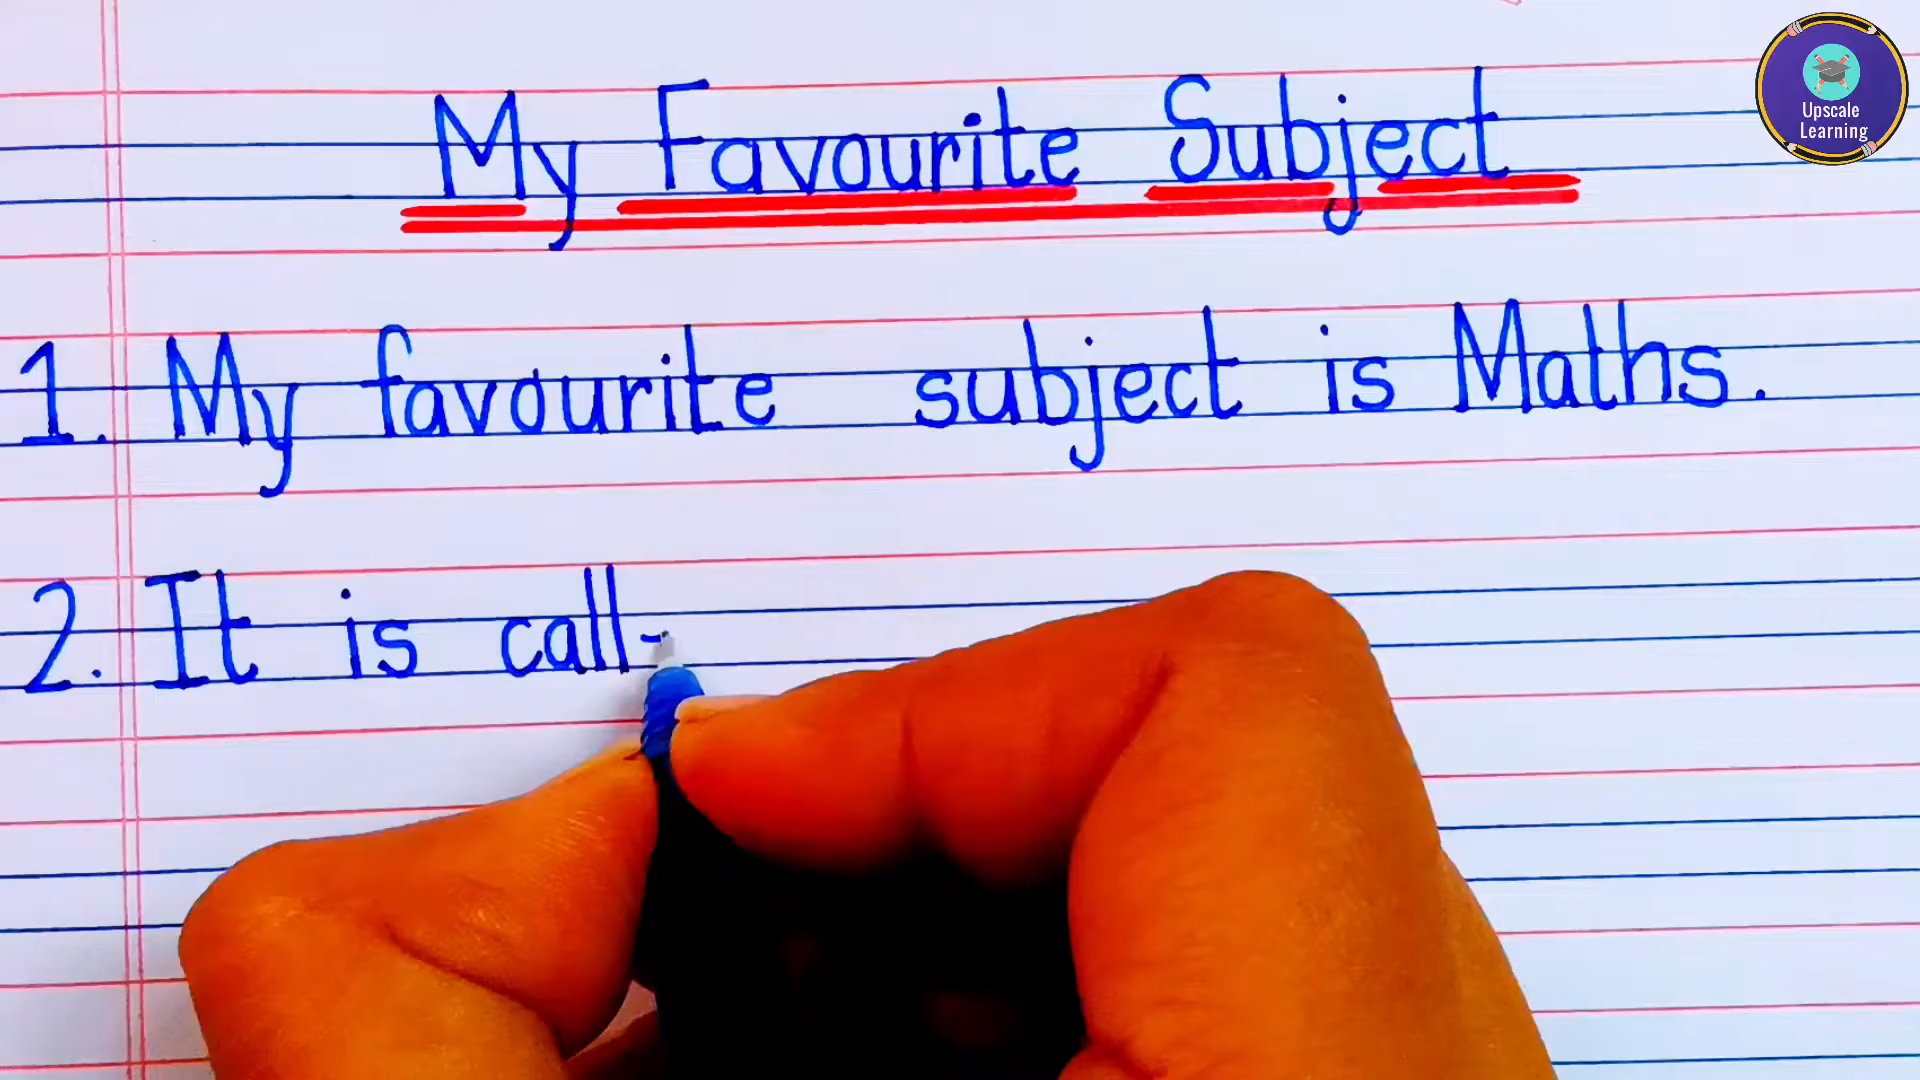 My Favourite Subject
1. My favourite subject is Maths.
2. It is call
Upscale
Learning